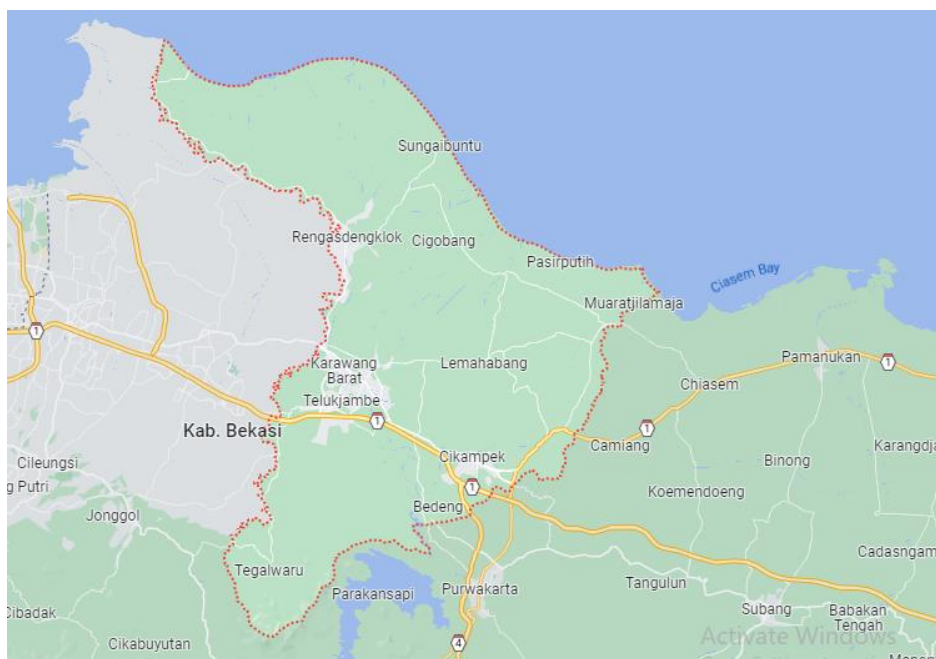 Sungaibuntu
Rengasdengklok
Cigobang
Pasirputih
Ciasem Bay
Muaratjilamaja
1
Karawang
Barat
Lemahabang
Pamanukan
1
Chiasem
Telukjambe
1
Kab. Bekasi
1
Camiang
Karangdja
Cileungsi
g Putri
Cikampek
Binong
1
Koemendoeng
Jonggol
Bedeng
Cadasngam
Tegalwaru
Parakansapi
Purwakarta
Tangulun
Subang
Babakan
Tengah
Cibadak
Cikabuyutan
4
Activate Windows